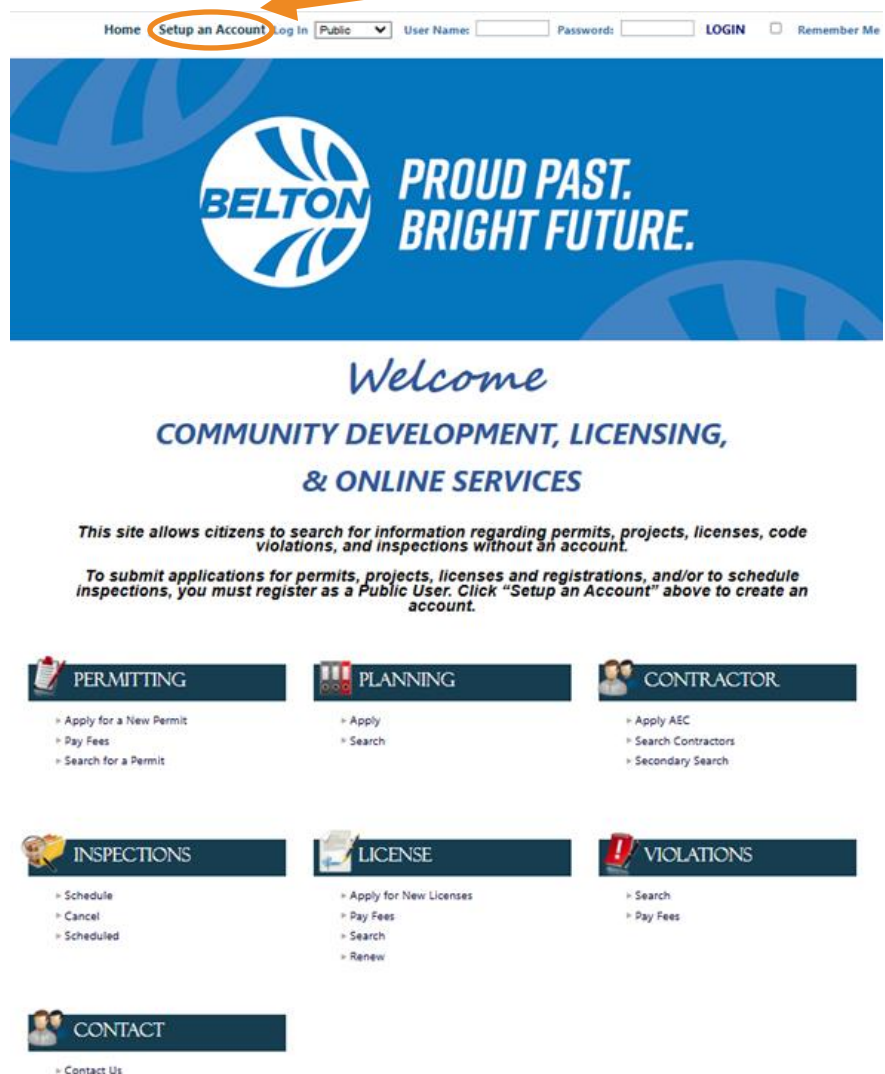 Home Setup an Account Log In Public User Name: Password: LOGIN Remember Me
BELTON
PROUD PAST.
BRIGHT FUTURE.
Welcome
COMMUNITY DEVELOPMENT, LICENSING,
& ONLINE SERVICES
This site allows citizens to search for information regarding permits, projects, licenses, code
violations, and inspections without an account.
To submit applications for permits, projects, licenses and registrations, and/or to schedule
inspections, you must register as a Public User. Click “Setup an Account” above to create an
account.
PERMITTING
Apply for a New Permit
Pay Fees
Search for a Permit
PLANNING
Apply
Search
CONTRACTOR
Apply AEC
Search Contractors
Secondary Search
INSPECTIONS
Schedule
Cancel
Scheduled
LICENSE
Apply for New Licenses
Pay Fees
Search
Renew
VIOLATIONS
Search
Pay Fees
CONTACT
Contact Us